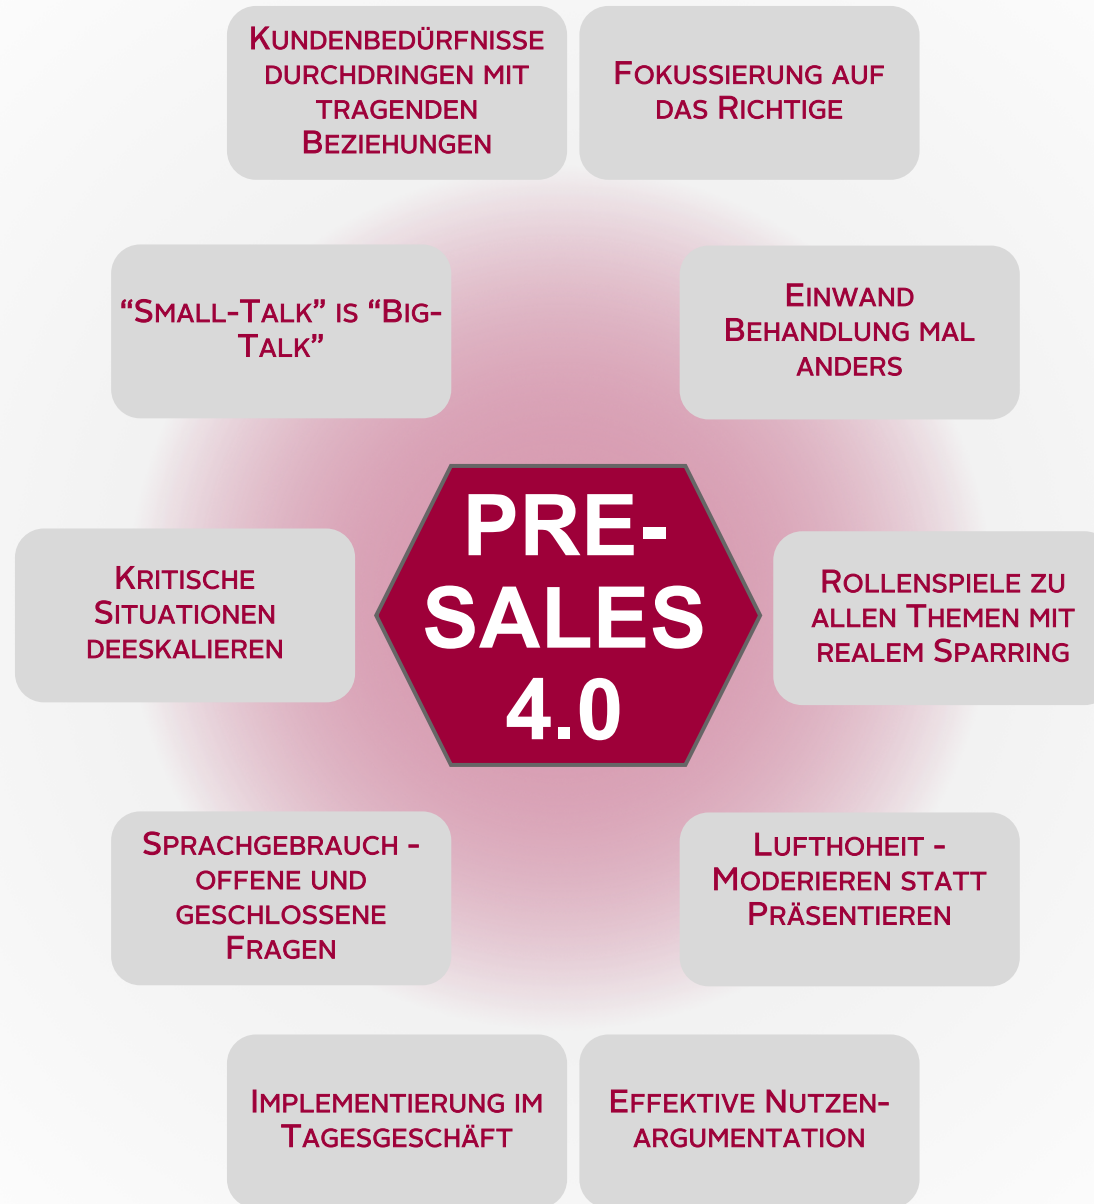 Kundenbedürfnisse
durchdringen mit
tragenden
Beziehungen
Fokussierung auf
das Richtige
“Small-Talk” is “Big-
Talk”
Einwand
Behandlung mal
anders
Kritische
Situationen
deeskalieren
PRE-
SALES
4.0
Rollenspiele zu
allen Themen mit
realem Sparring
Sprachgebrauch -
offene und
geschlossene
Fragen
Lufthoheit -
Moderieren statt
Präsentieren
Implementierung im
Tagesgeschäft
Effektive Nutzen-
argumentation